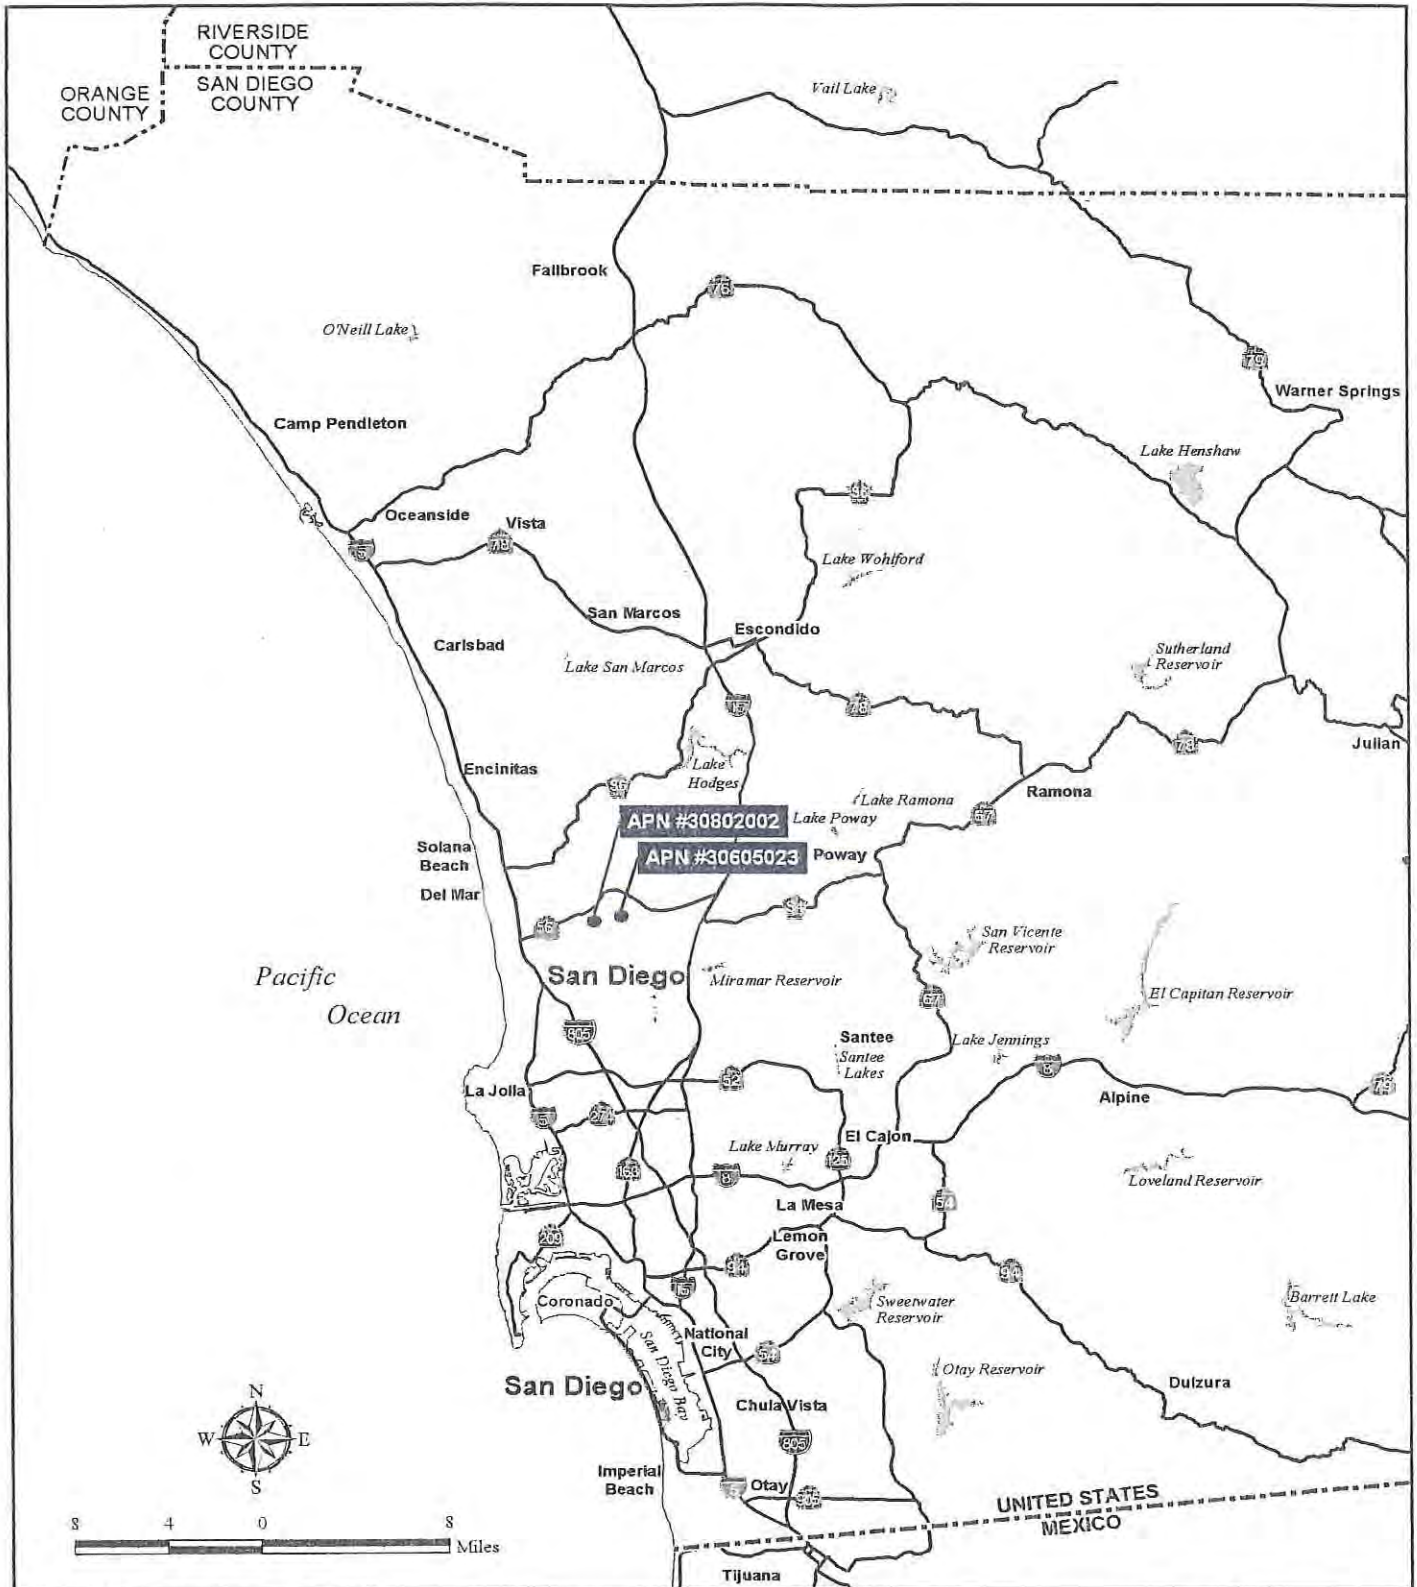 RIVERSIDE
COUNTY
SAN DIEGO
COUNTY
ORANGE
COUNTY
Vail Lake
Fallbrook
76
O'Neill Lake
79
Warner Springs
Camp Pendleton
Lake Henshaw
Oceanside
Vista
5
78
Lake Wohlford
San Marcos
Escondido
Carlsbad
Lake San Marcos
Sutherland
Reservoir
15
78
78
Julian
Encinitas
Lake
Hodges
Lake Ramona
Ramona
67
APN #30802002
Lake Poway
Solana
Beach
APN #30605023
Poway
Del Mar
56
San Vicente
Reservoir
Pacific
Ocean
San Diego
Miramar Reservoir
67
El Capitan Reservoir
805
Santee
Santee
Lakes
Lake Jennings
8
52
La Jolla
Alpine
79
5
274
El Cajon
Lake Murray
125
163
8
Loveland Reservoir
La Mesa
54
209
Lemon
Grove
94
94
15
Coronado
Sweetwater
Reservoir
Barrett Lake
National
City
San Diego Bay
54
Otay Reservoir
San Diego
Dulzura
Chula Vista
805
N
W
E
S
Imperial
Beach
5
Otay
905
UNITED STATES
MEXICO
8
4
0
8
Miles
Tijuana